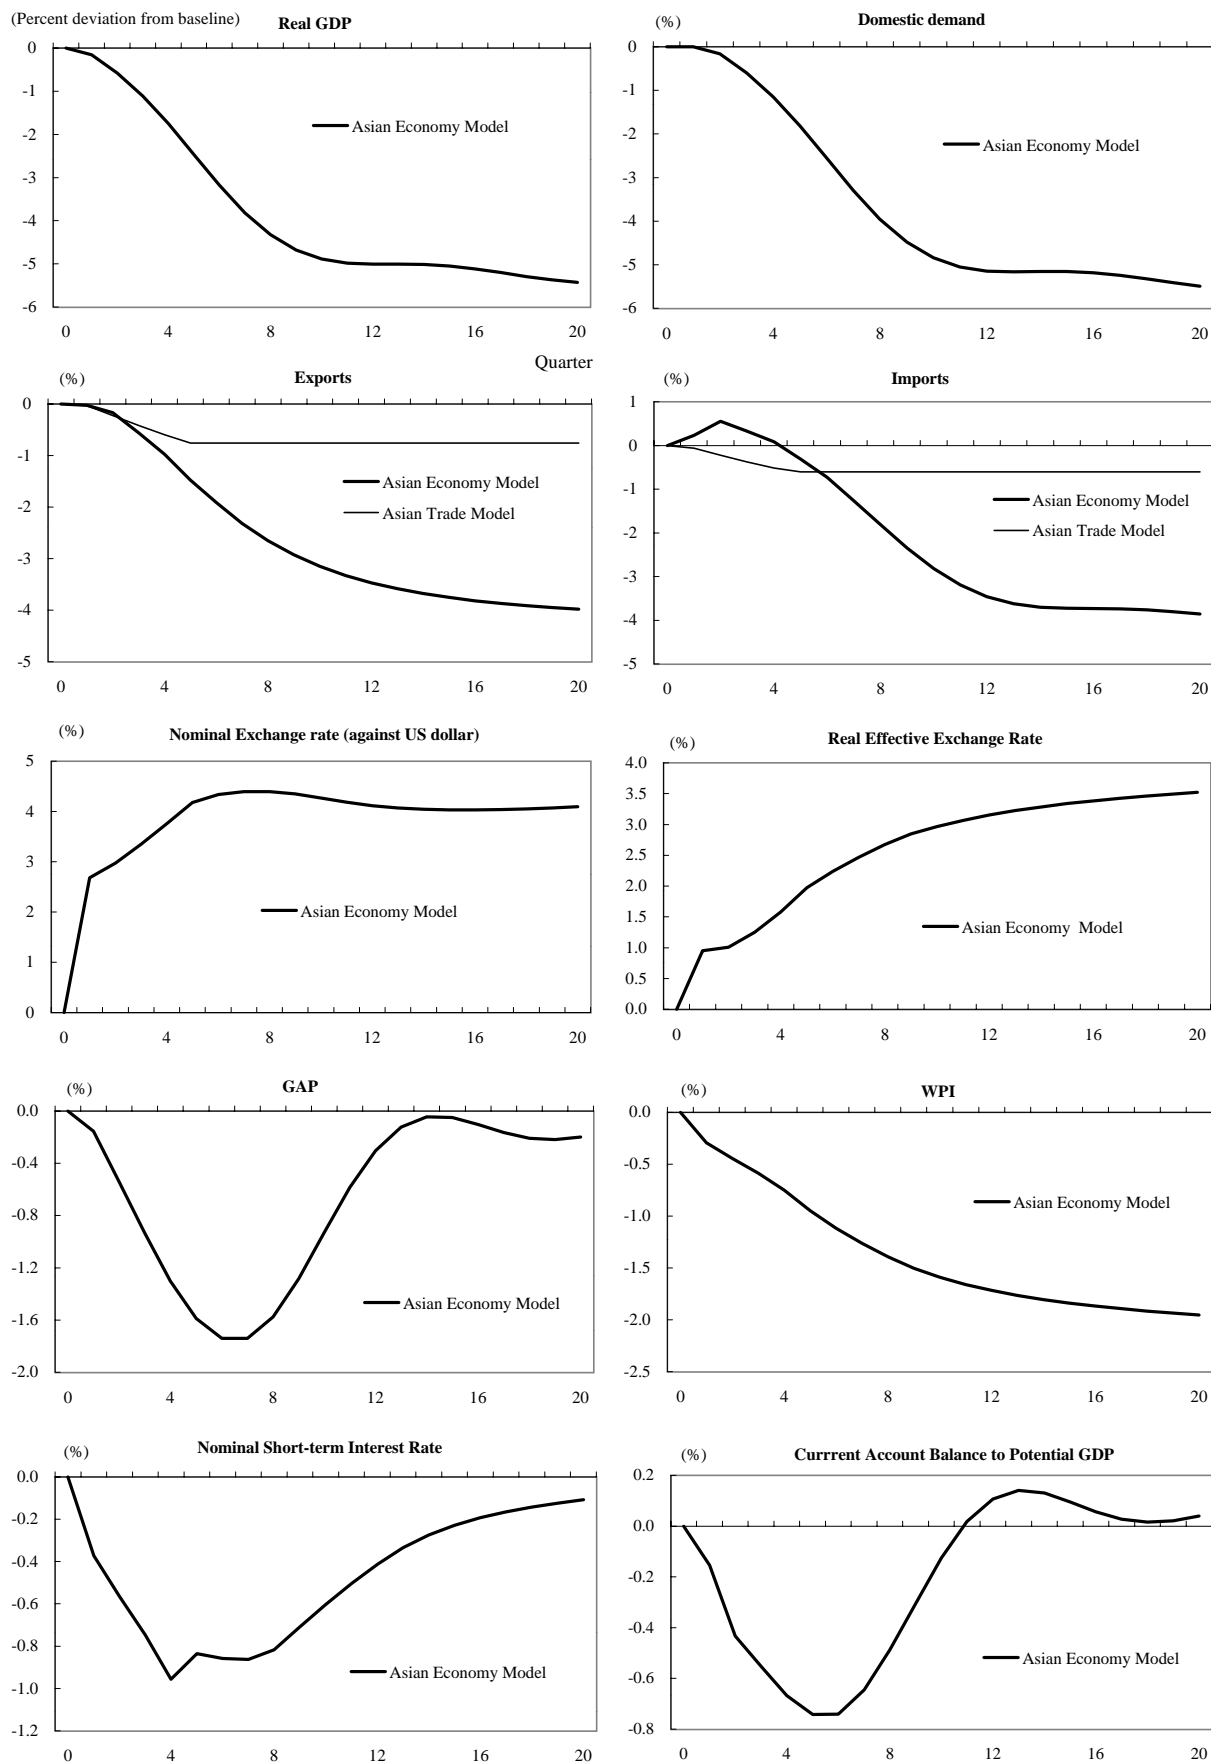 (Percent deviation from baseline)
Real GDP
0
-1
-2
-3
-4
-5
-6
Asian Economy Model
0 4 8 12 16 20
Quarter
(%)
Domestic demand
0
-1
-2
-3
-4
-5
-6
Asian Economy Model
0 4 8 12 16 20
(%)
Exports
0
-1
-2
-3
-4
-5
Asian Economy Model
Asian Trade Model
0 4 8 12 16 20
(%)
Imports
1
0
-1
-2
-3
-4
-5
Asian Economy Model
Asian Trade Model
0 4 8 12 16 20
(%)
Nominal Exchange rate (against US dollar)
5
4
3
2
1
0
Asian Economy Model
0 4 8 12 16 20
(%)
Real Effective Exchange Rate
4.0
3.5
3.0
2.5
2.0
1.5
1.0
0.5
0.0
Asian Economy Model
0 4 8 12 16 20
(%)
GAP
0.0
-0.4
-0.8
-1.2
-1.6
-2.0
Asian Economy Model
0 4 8 12 16 20
(%)
WPI
0.0
-0.5
-1.0
-1.5
-2.0
-2.5
Asian Economy Model
0 4 8 12 16 20
(%)
Nominal Short-term Interest Rate
0.0
-0.2
-0.4
-0.6
-0.8
-1.0
-1.2
Asian Economy Model
0 4 8 12 16 20
(%)
Currrent Account Balance to Potential GDP
0.2
0.0
-0.2
-0.4
-0.6
-0.8
Asian Economy Model
0 4 8 12 16 20